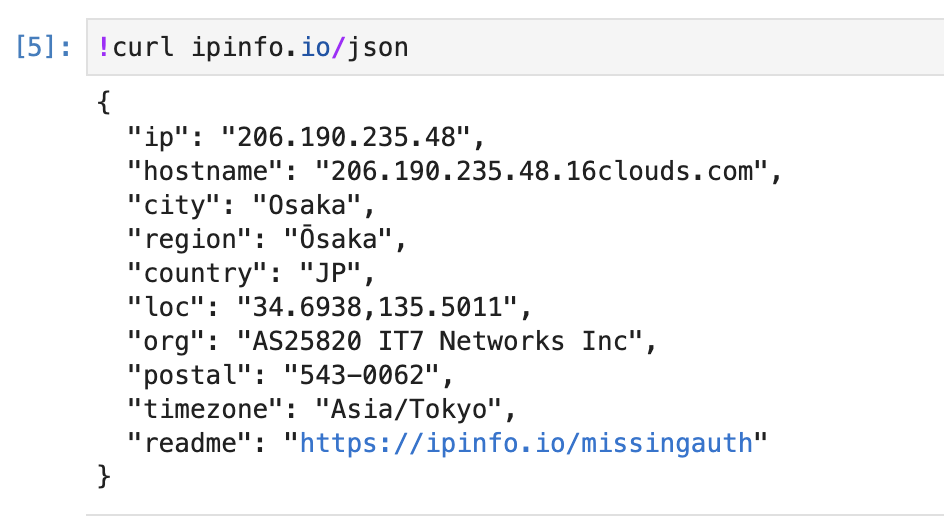 [5]: !curl ipinfo.io/json
{
  "ip": "206.190.235.48",
  "hostname": "206.190.235.48.16clouds.com",
  "city": "Osaka",
  "region": "Ōsaka",
  "country": "JP",
  "loc": "34.6938,135.5011",
  "org": "AS25820 IT7 Networks Inc",
  "postal": "543-0062",
  "timezone": "Asia/Tokyo",
  "readme": "https://ipinfo.io/missingauth"
}